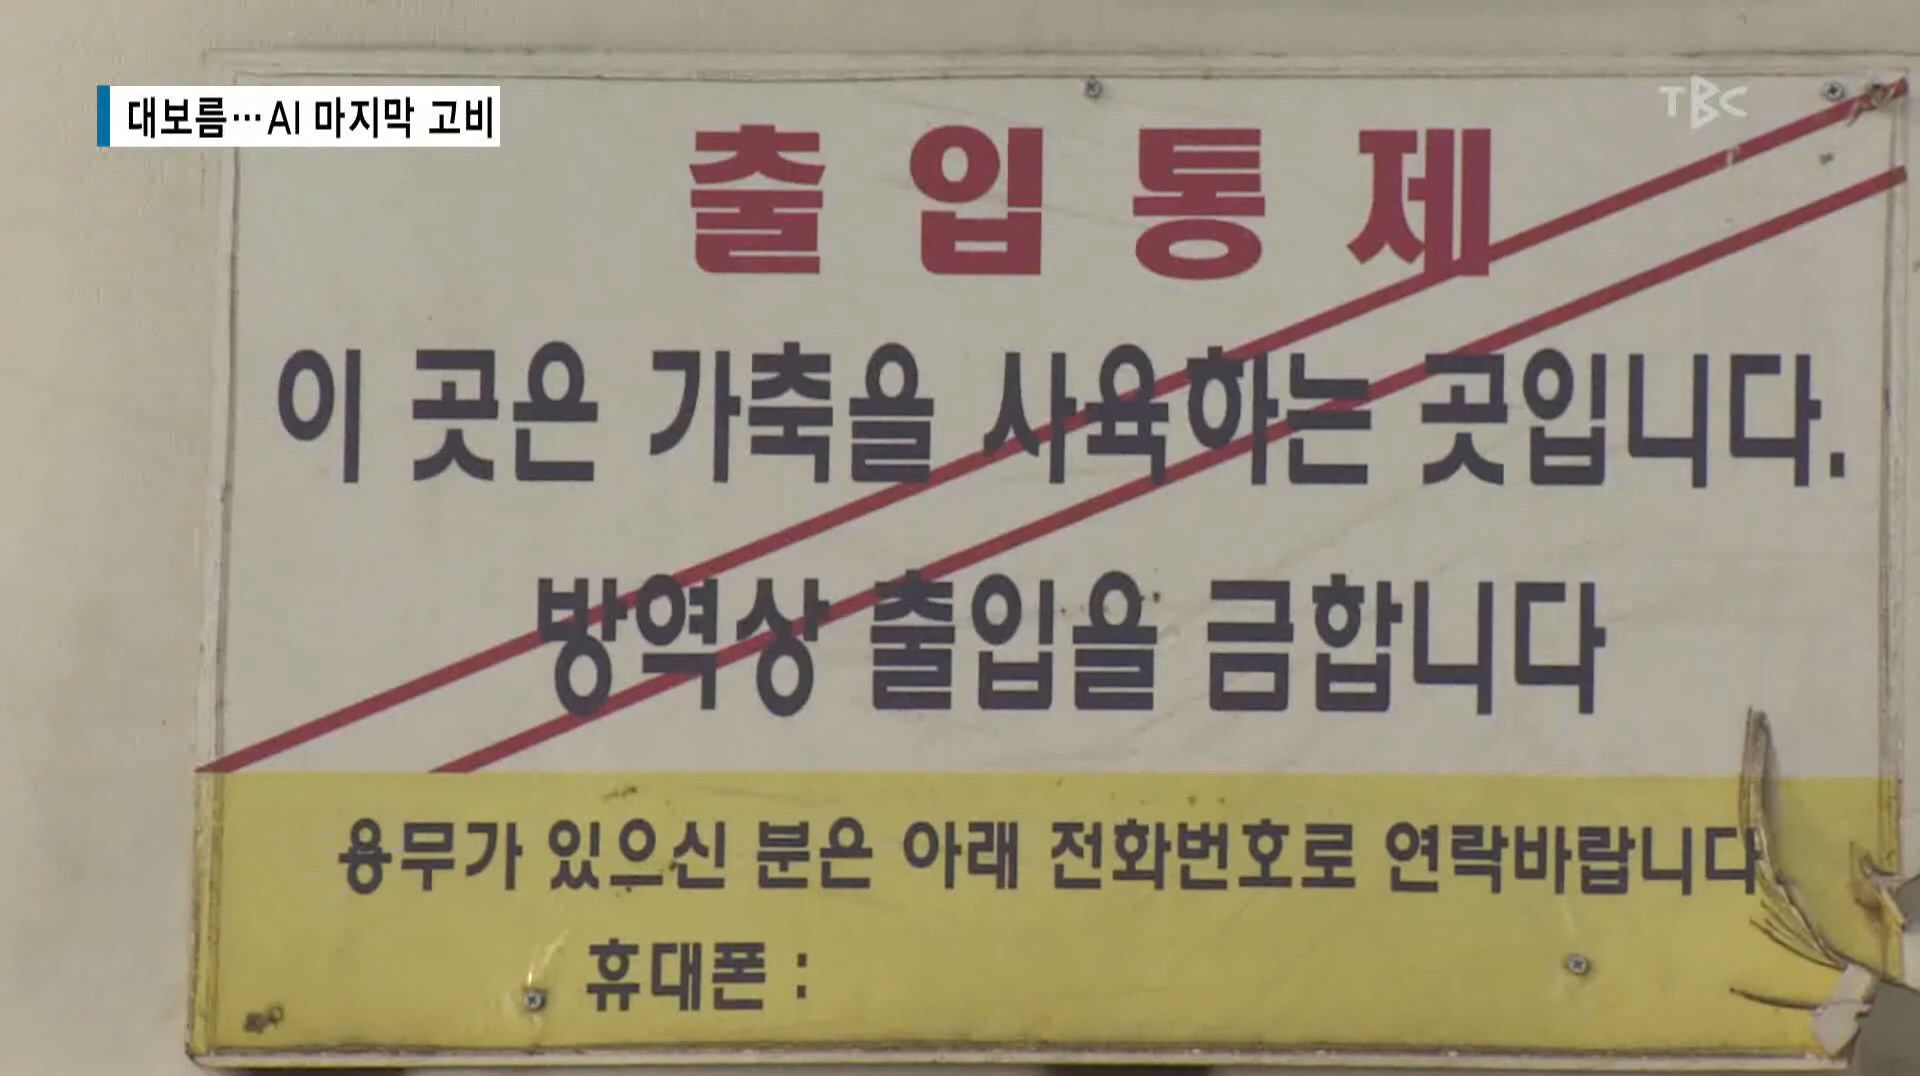 대보름…AI 마지막 고비
TBC
출입통제
이 곳은 가축을 사육하는 곳입니다.
방역상 출입을 금합니다
용무가 있으신 분은 아래 전화번호로 연락바랍니다
휴대폰 :